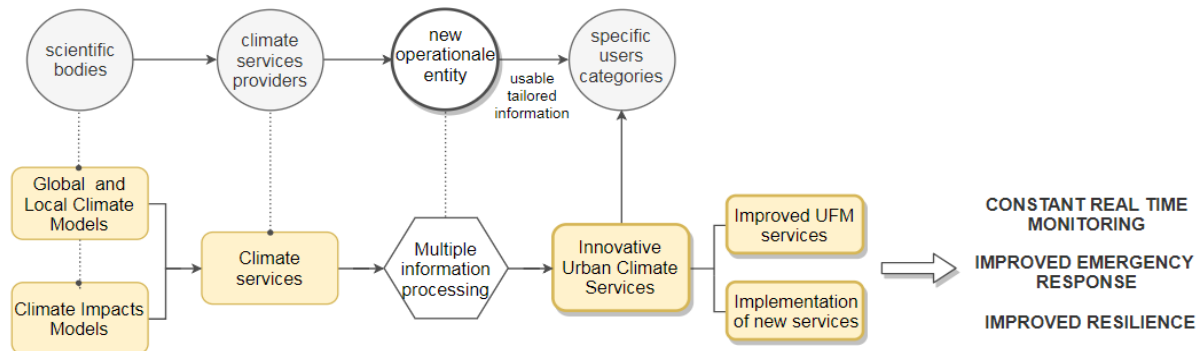 scientific
bodies
climate
services
providers
new
operationale
entity
usable
tailored
information
specific
users
categories
Global and
Local Climate
Models
Climate Impacts
Models
Climate
services
Multiple
information
processing
Innovative
Urban Climate
Services
Improved UFM
services
Implementation
of new services
CONSTANT REAL TIME
MONITORING
IMPROVED EMERGENCY
RESPONSE
IMPROVED RESILIENCE